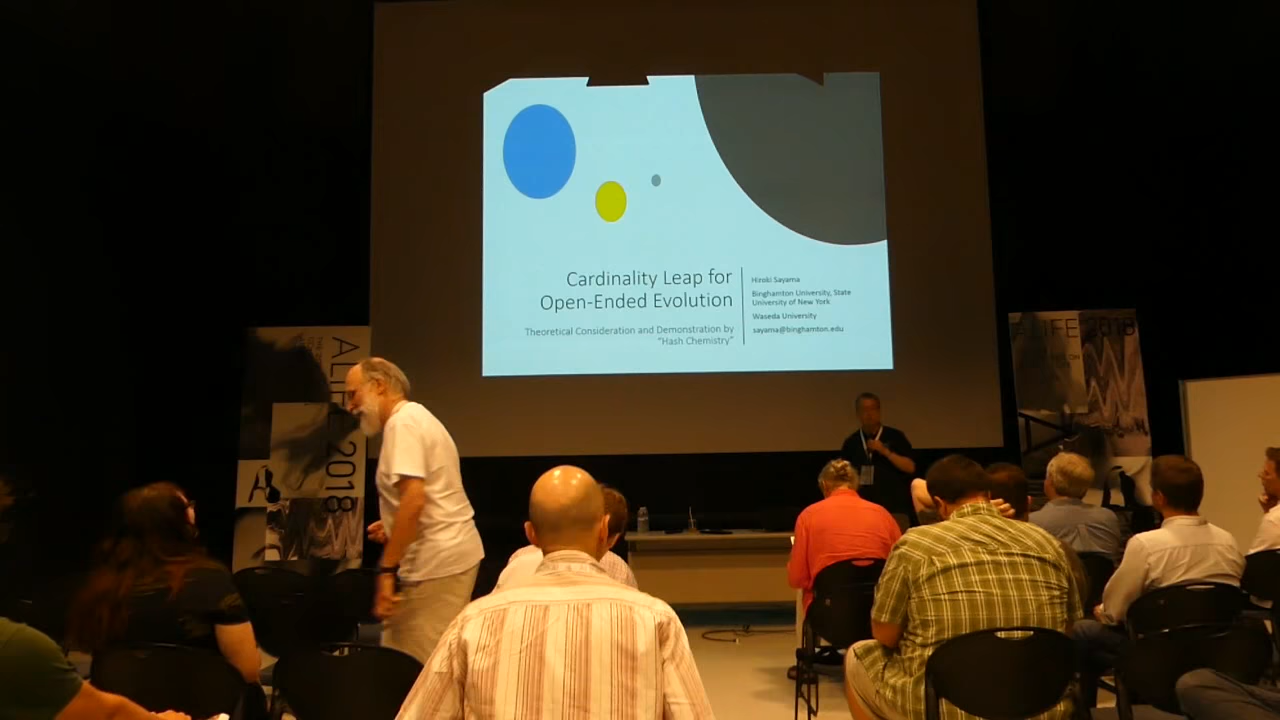 Cardinality Leap for
Open-Ended Evolution
Theoretical Consideration and Demonstration by
"Hash Chemistry"
Hiroki Sayama
Binghamton University, State
University of New York
Waseda University
sayama@binghamton.edu
ALIFE 2018
ALIFE 2018